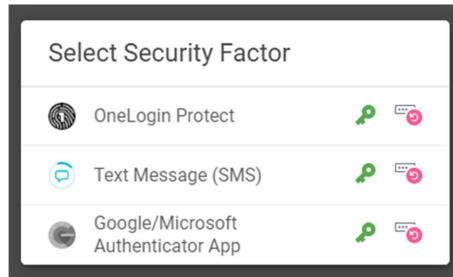 Select Security Factor
OneLogin Protect
Text Message (SMS)
Google/Microsoft
Authenticator App